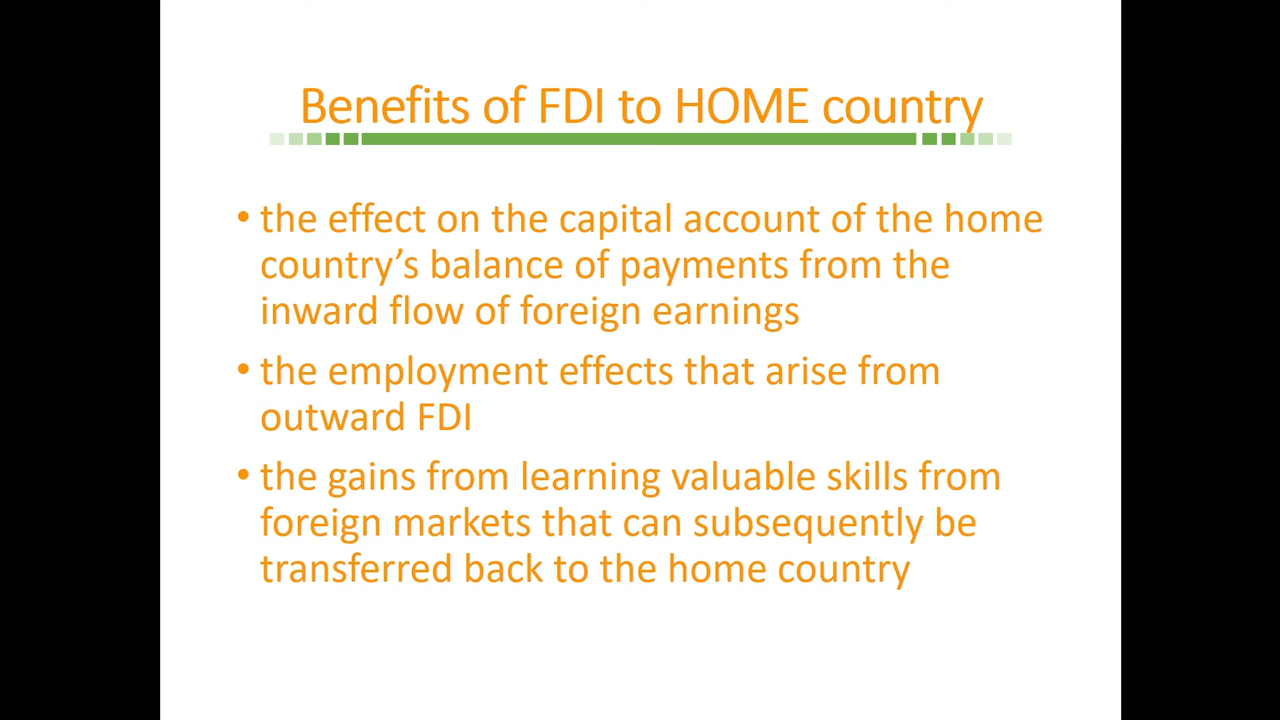 Benefits of FDI to HOME country
• the effect on the capital account of the home
country’s balance of payments from the
inward flow of foreign earnings
• the employment effects that arise from
outward FDI
• the gains from learning valuable skills from
foreign markets that can subsequently be
transferred back to the home country